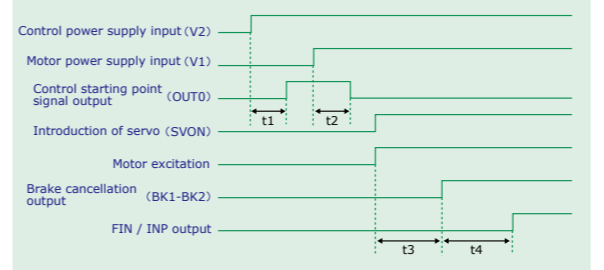 Control power supply input (V2)
Motor power supply input (V1)
Control starting point
signal output (OUT0)
t1 t2
Introduction of servo (SVON)
Motor excitation
Brake cancellation
output (BK1-BK2)
FIN / INP output
t3 t4